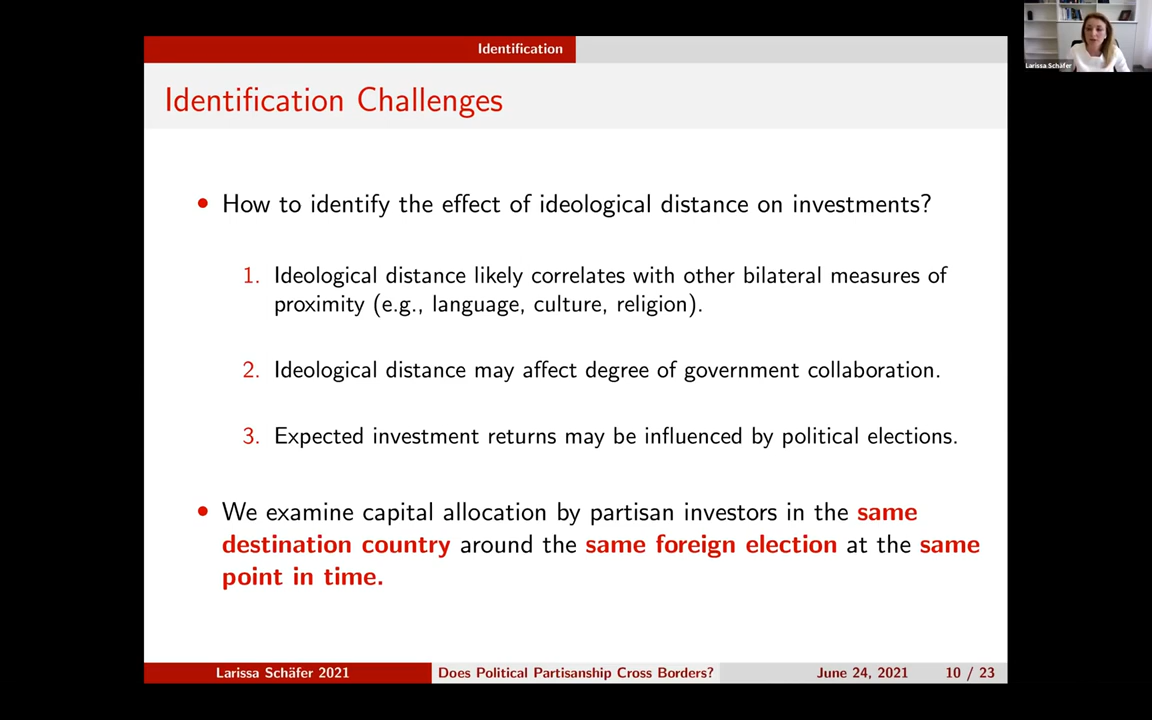 Larissa Schäfer
Identification
Identification Challenges
• How to identify the effect of ideological distance on investments?
1. Ideological distance likely correlates with other bilateral measures of
proximity (e.g., language, culture, religion).
2. Ideological distance may affect degree of government collaboration.
3. Expected investment returns may be influenced by political elections.
• We examine capital allocation by partisan investors in the same
destination country around the same foreign election at the same
point in time.
Larissa Schäfer 2021 Does Political Partisanship Cross Borders? June 24, 2021 10 / 23